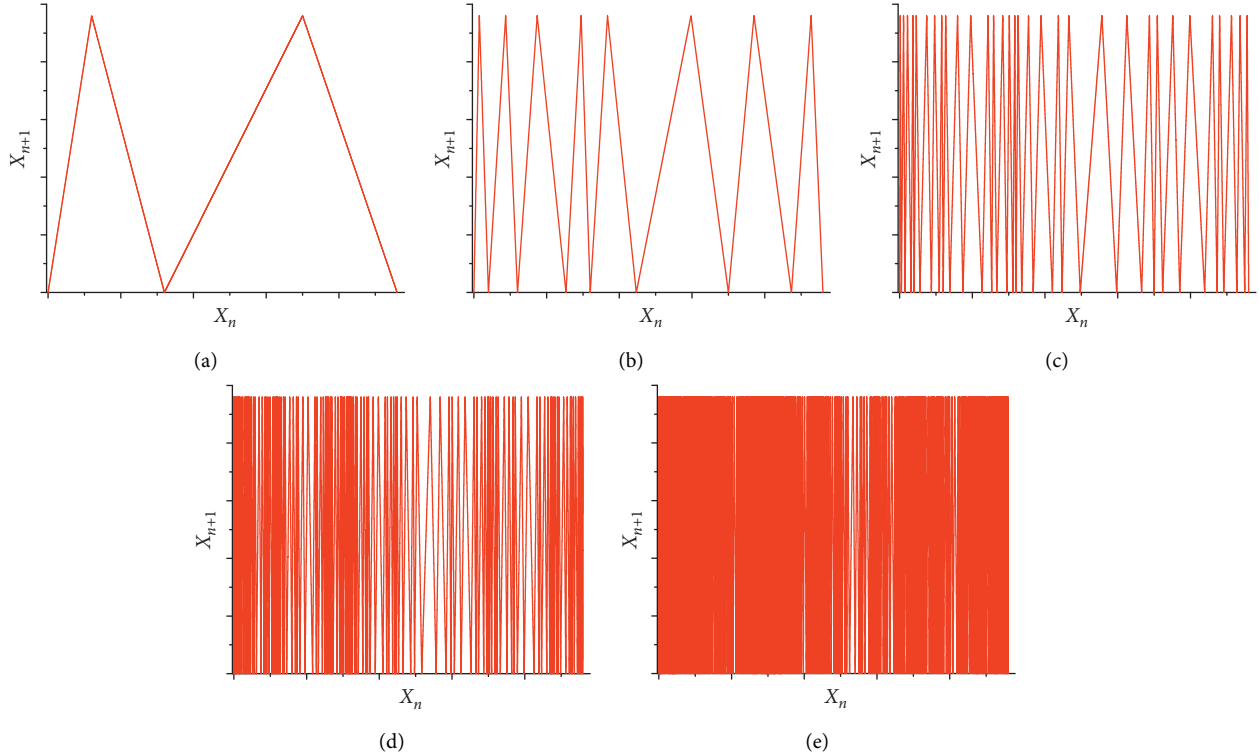 X_{n+1}
X_n
(a)
X_{n+1}
X_n
(b)
X_{n+1}
X_n
(c)
X_{n+1}
X_n
(d)
X_{n+1}
X_n
(e)